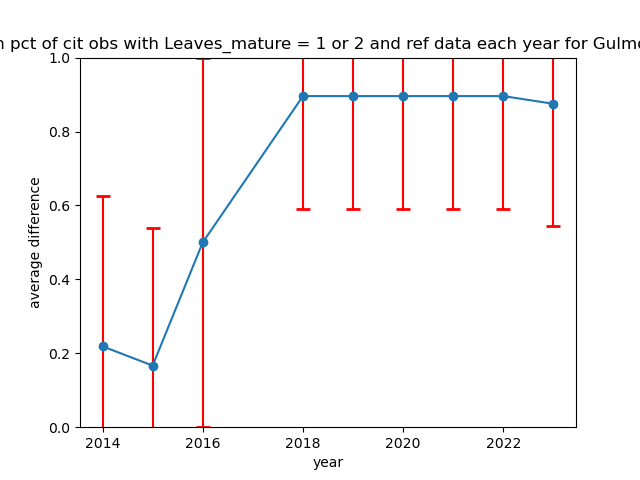 pct of cit obs with Leaves_mature = 1 or 2 and ref data each year for
1.0
0.8
0.6
0.4
0.2
0.0
average difference
2014 2016 2018 2020 2022
year